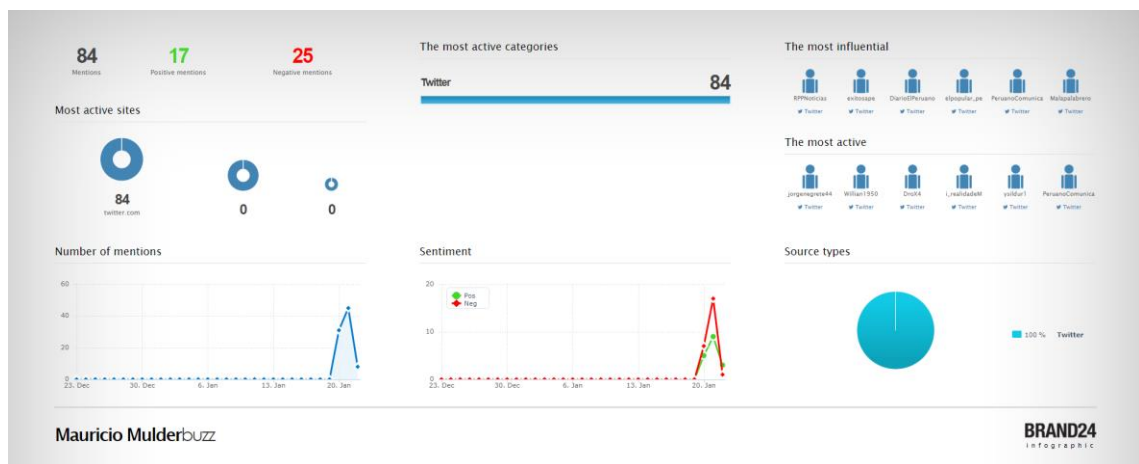 84
Mentions
17
Positive mentions
25
Negative mentions
Most active sites
84
twitter.com
0
0
The most active categories
Twitter 84
The most influential
RPPNoticias exitosape DiarioElPeruano elpopular_pe PeruanoComunica Malapalabrero
Twitter Twitter Twitter Twitter Twitter Twitter
The most active
jorgenegrete44 Willian1950 DroX4 i_realidadeM ysildur1 PeruanoComunica
Twitter Twitter Twitter Twitter Twitter Twitter
Number of mentions
60
40
20
0
23. Dec 30. Dec 6. Jan 13. Jan 20. Jan
Sentiment
20
Pos
Neg
10
0
23. Dec 30. Dec 6. Jan 13. Jan 20. Jan
Source types
100 % Twitter
Mauricio Mulderbuzz
BRAND24
infographic